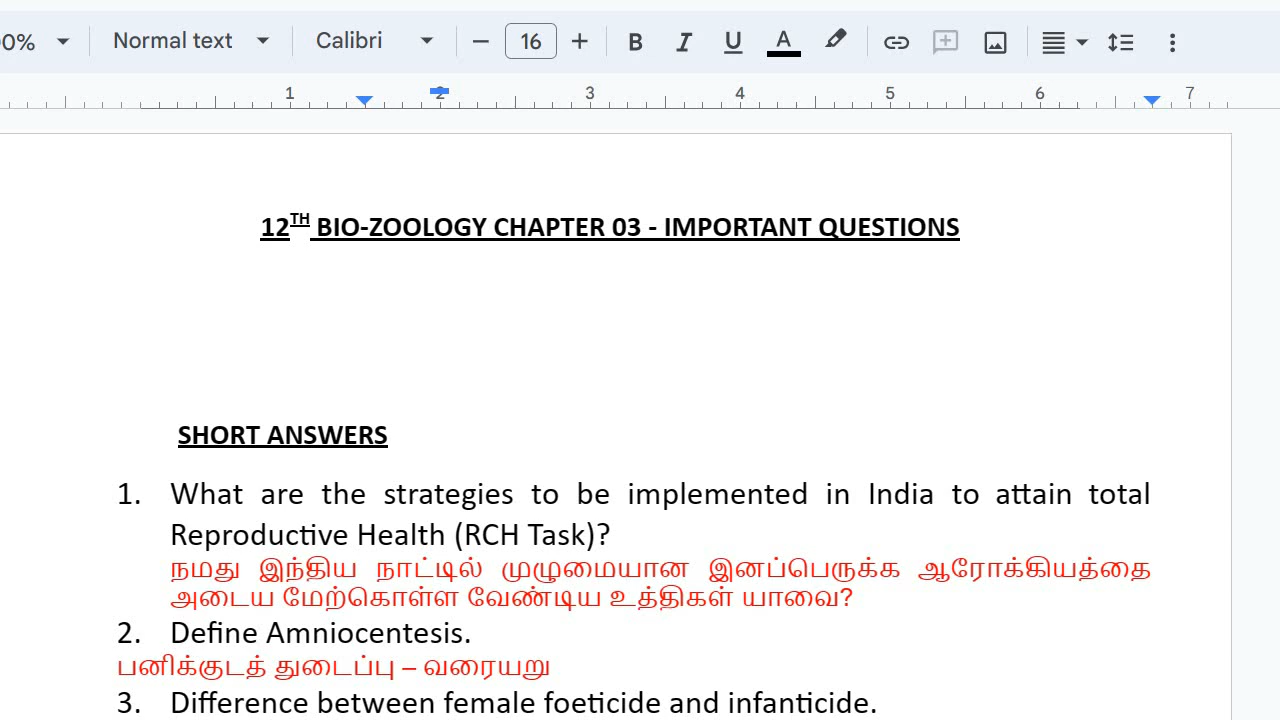 0%
Normal text
Calibri
16
B I U A
1 2 3 4 5 6 7
12TH BIO-ZOOLOGY CHAPTER 03 - IMPORTANT QUESTIONS
SHORT ANSWERS
1. What are the strategies to be implemented in India to attain total
Reproductive Health (RCH Task)?
நமது இந்திய நாட்டில் முழுமையான இனப்பெருக்க ஆரோக்கியத்தை
அடைய மேற்கொள்ள வேண்டிய உத்திகள் யாவை?
2. Define Amniocentesis.
பனிக்குடத் துடைப்பு – வரையறு
3. Difference between female foeticide and infanticide.